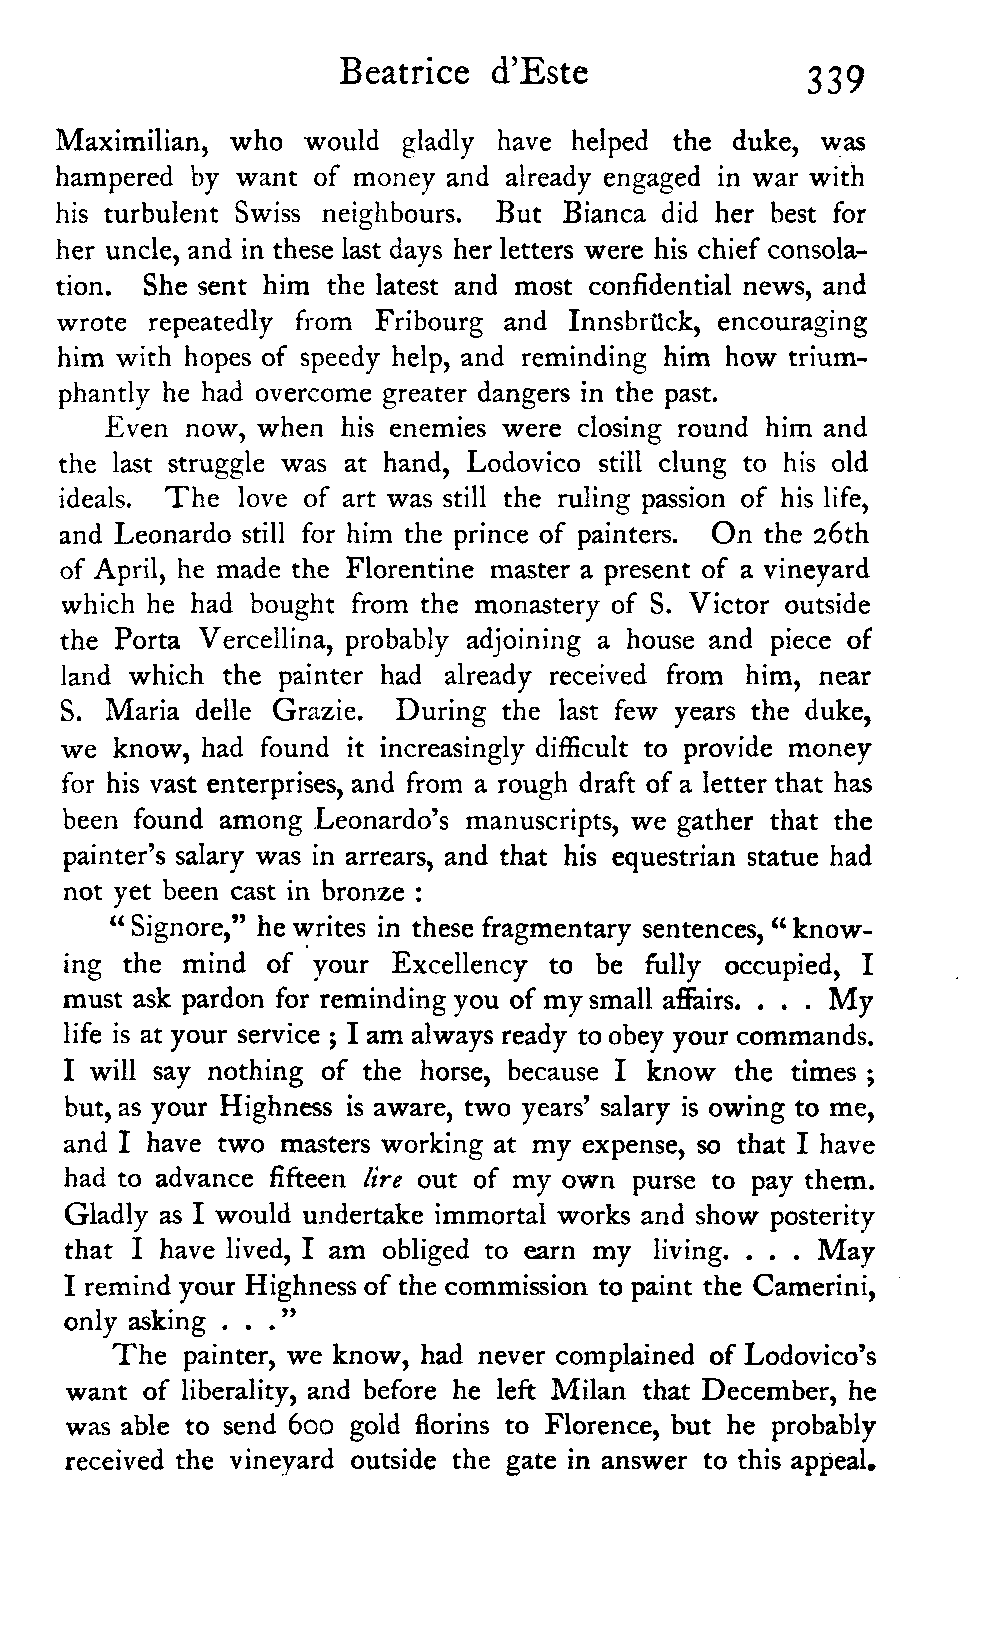 Beatrice d'Este 339
Maximilian, who would gladly have helped the duke, was
hampered by want of money and already engaged in war with
his turbulent Swiss neighbours. But Bianca did her best for
her uncle, and in these last days her letters were his chief consola-
tion. She sent him the latest and most confidential news, and
wrote repeatedly from Fribourg and Innsbrück, encouraging
him with hopes of speedy help, and reminding him how trium-
phantly he had overcome greater dangers in the past.
Even now, when his enemies were closing round him and
the last struggle was at hand, Lodovico still clung to his old
ideals. The love of art was still the ruling passion of his life,
and Leonardo still for him the prince of painters. On the 26th
of April, he made the Florentine master a present of a vineyard
which he had bought from the monastery of S. Victor outside
the Porta Vercellina, probably adjoining a house and piece of
land which the painter had already received from him, near
S. Maria delle Grazie. During the last few years the duke,
we know, had found it increasingly difficult to provide money
for his vast enterprises, and from a rough draft of a letter that has
been found among Leonardo's manuscripts, we gather that the
painter's salary was in arrears, and that his equestrian statue had
not yet been cast in bronze :
"Signore," he writes in these fragmentary sentences, "know-
ing the mind of your Excellency to be fully occupied, I
must ask pardon for reminding you of my small affairs. . . . My
life is at your service ; I am always ready to obey your commands.
I will say nothing of the horse, because I know the times ;
but, as your Highness is aware, two years' salary is owing to me,
and I have two masters working at my expense, so that I have
had to advance fifteen lire out of my own purse to pay them.
Gladly as I would undertake immortal works and show posterity
that I have lived, I am obliged to earn my living. . . . May
I remind your Highness of the commission to paint the Camerini,
only asking . . ."
The painter, we know, had never complained of Lodovico's
want of liberality, and before he left Milan that December, he
was able to send 600 gold florins to Florence, but he probably
received the vineyard outside the gate in answer to this appeal.